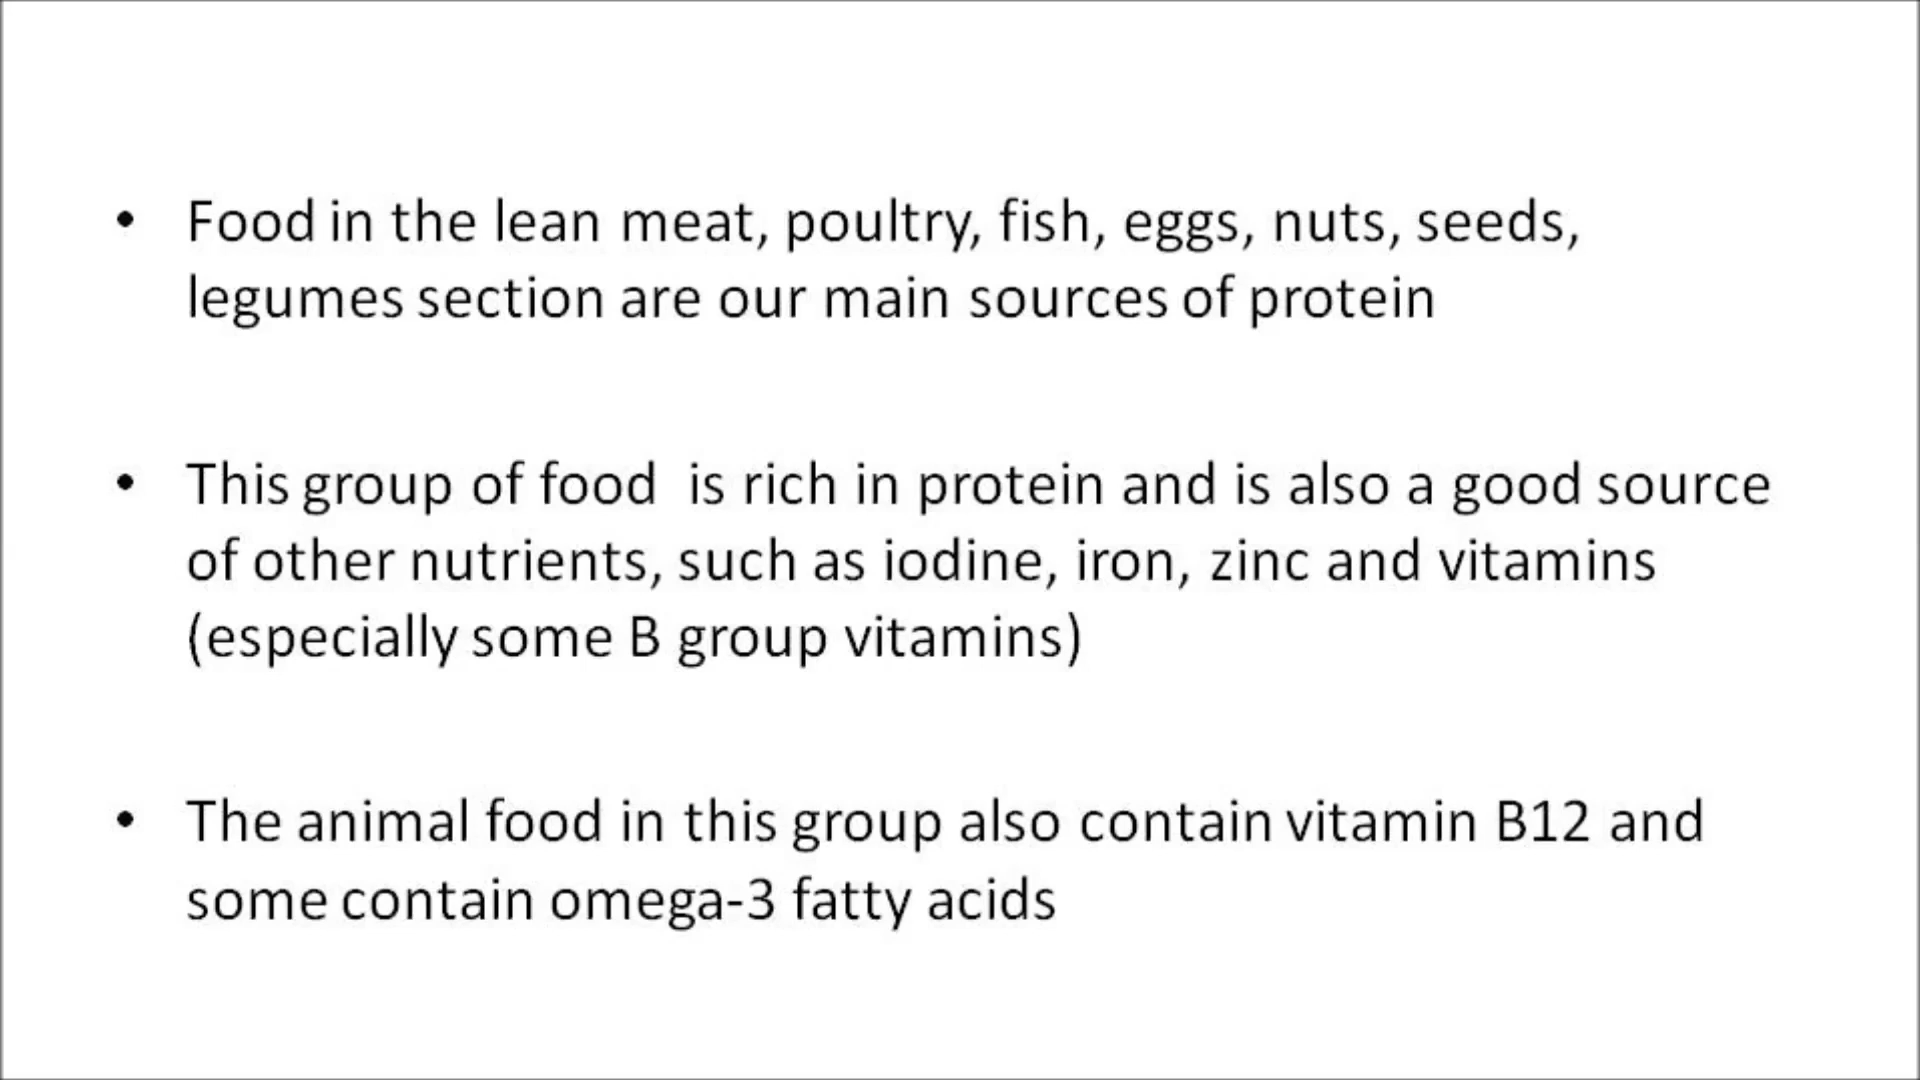 • Food in the lean meat, poultry, fish, eggs, nuts, seeds,
legumes section are our main sources of protein
• This group of food  is rich in protein and is also a good source
of other nutrients, such as iodine, iron, zinc and vitamins
(especially some B group vitamins)
• The animal food in this group also contain vitamin B12 and
some contain omega-3 fatty acids